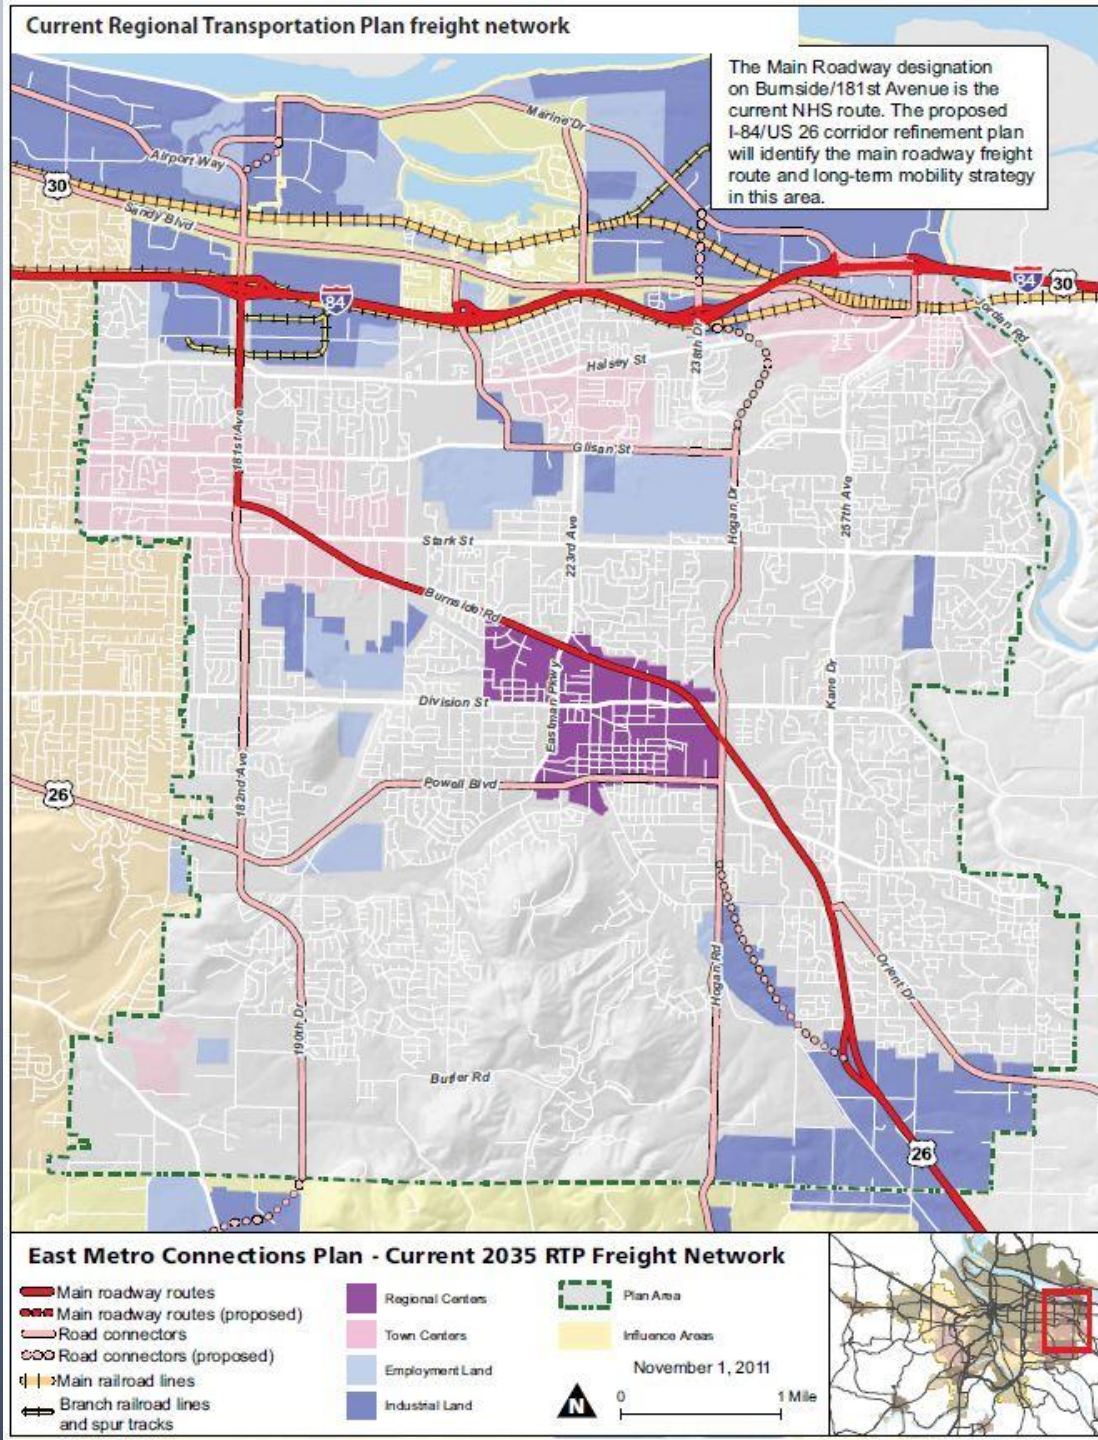 Current Regional Transportation Plan freight network
The Main Roadway designation
on Burnside/181st Avenue is the
current NHS route. The proposed
I-84/US 26 corridor refinement plan
will identify the main roadway freight
route and long-term mobility strategy
in this area.
Marine Dr
Airport Way
30
Sandy Blvd
84
84
30
Jordan Rd
238th Dr
Halsey St
181st Ave
Glisan St
Hogan Dr
257th Ave
223rd Ave
Stark St
Burnside Rd
Kane Dr
Eastman Pkwy
Division St
182nd Ave
Powell Blvd
26
Hogan Rd
Orient Dr
190th Dr
Butler Rd
26
East Metro Connections Plan - Current 2035 RTP Freight Network
Main roadway routes
Main roadway routes (proposed)
Road connectors
Road connectors (proposed)
Main railroad lines
Branch railroad lines
and spur tracks
Regional Centers
Town Centers
Employment Land
Industrial Land
Plan Area
Influence Areas
November 1, 2011
N
0
1 Mile